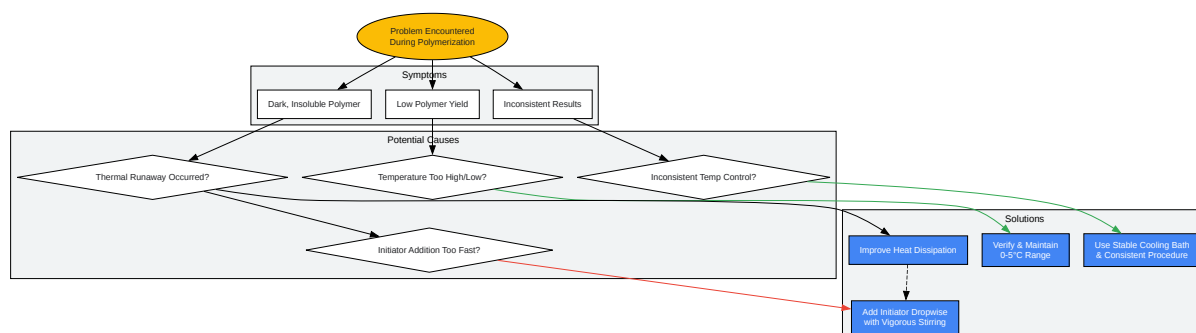 Problem Encountered
During Polymerization
Symptoms
Dark, Insoluble Polymer
Low Polymer Yield
Inconsistent Results
Potential Causes
Thermal Runaway Occurred?
Temperature Too High/Low?
Inconsistent Temp Control?
Initiator Addition Too Fast?
Solutions
Improve Heat Dissipation
Verify & Maintain
0-5°C Range
Use Stable Cooling Bath
& Consistent Procedure
Add Initiator Dropwise
with Vigorous Stirring